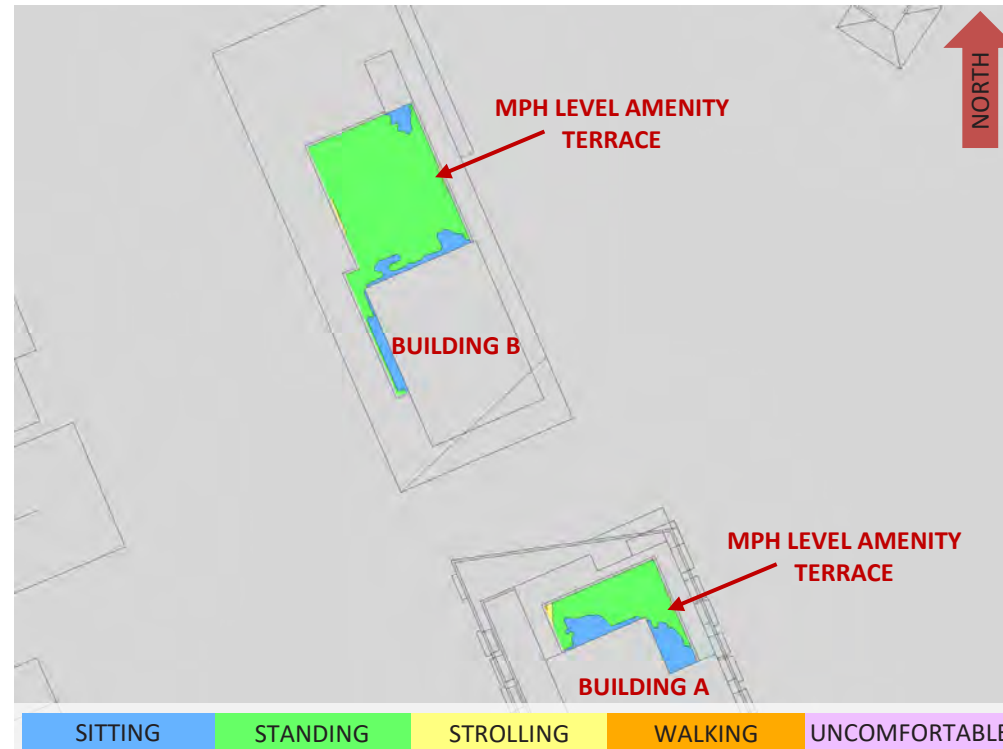 NORTH
MPH LEVEL AMENITY
TERRACE
BUILDING B
MPH LEVEL AMENITY
TERRACE
BUILDING A
SITTING
STANDING
STROLLING
WALKING
UNCOMFORTABLE